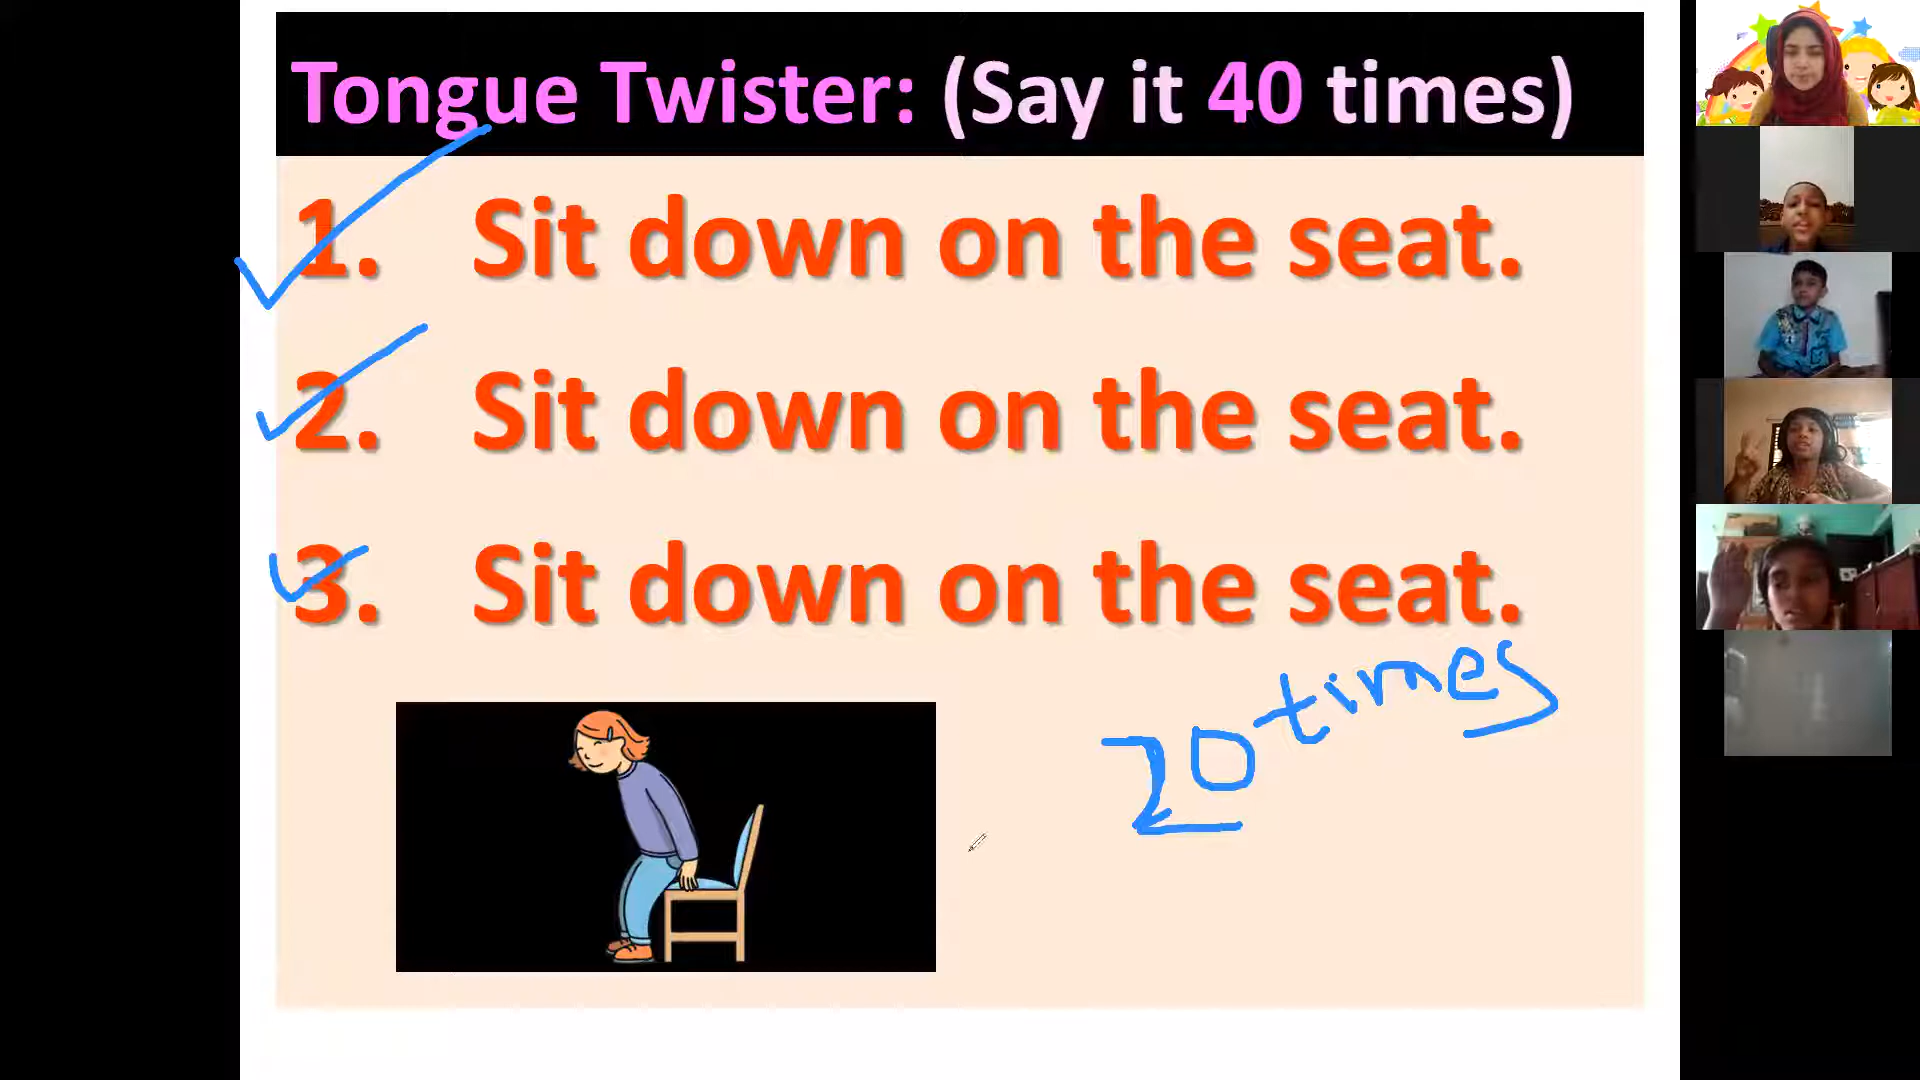 Tongue Twister: (Say it 40 times)
1. Sit down on the seat.
2. Sit down on the seat.
3. Sit down on the seat.
20 times